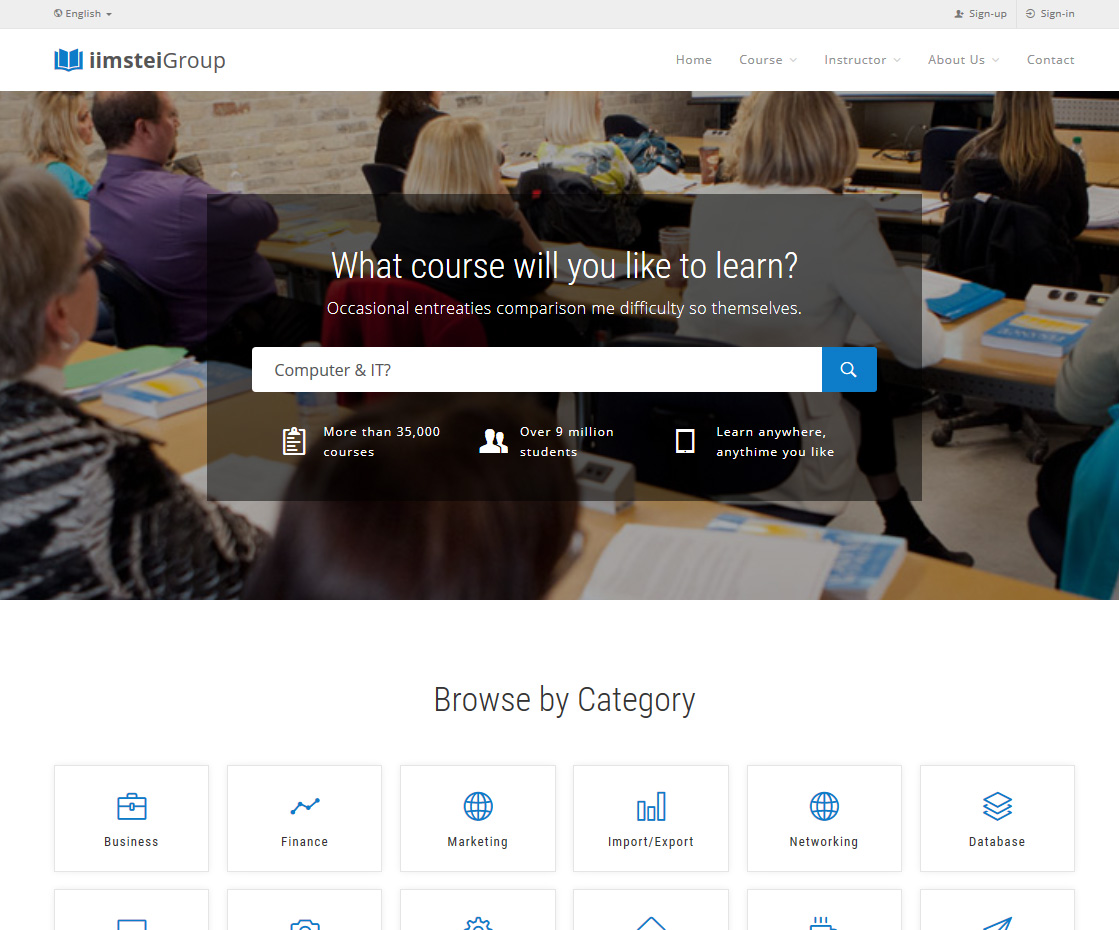 English
Sign-up
Sign-in
iimsteiGroup
Home
Course
Instructor
About Us
Contact
What course will you like to learn?
Occasional entreaties comparison me difficulty so themselves.
Computer & IT?
More than 35,000
courses
Over 9 million
students
Learn anywhere,
anythime you like
Browse by Category
Business
Finance
Marketing
Import/Export
Networking
Database